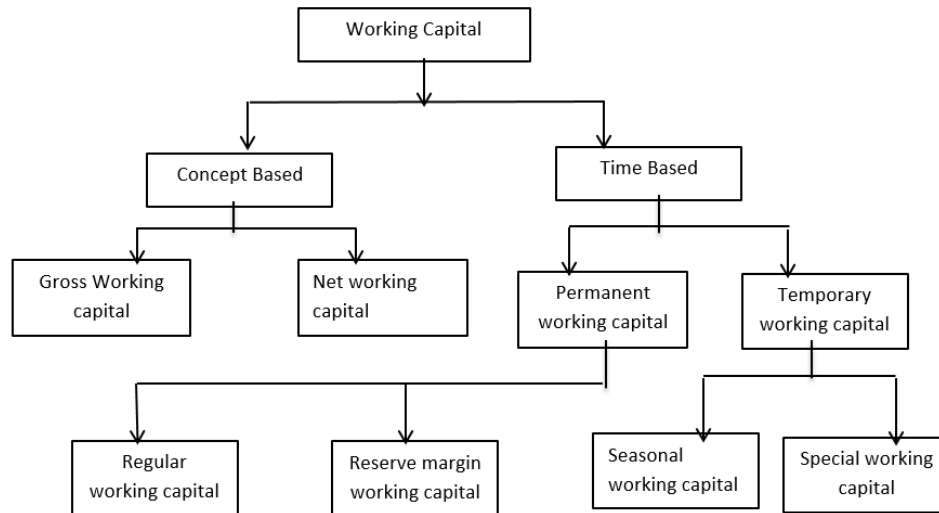 Working Capital
Concept Based
Time Based
Gross Working
capital
Net working
capital
Permanent
working capital
Temporary
working capital
Regular
working capital
Reserve margin
working capital
Seasonal
working capital
Special working
capital